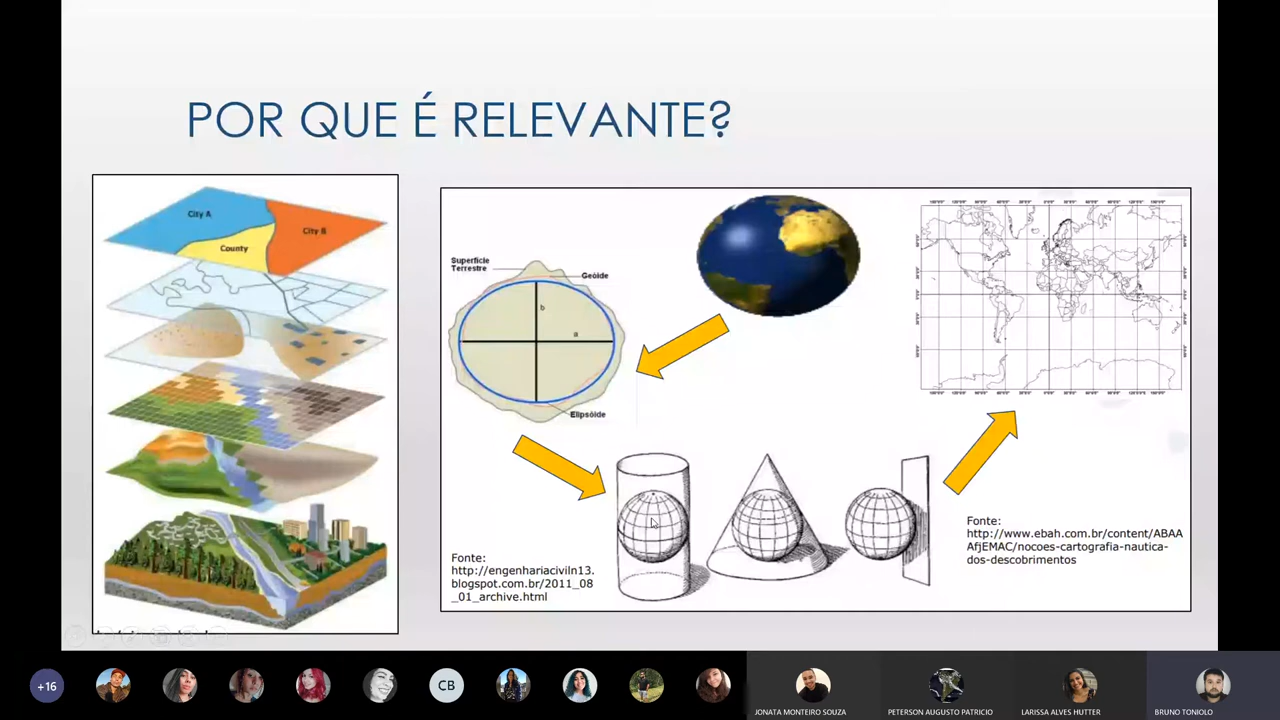 POR QUE É RELEVANTE?
City A
City B
County
Superfície
Terrestre
Geóide
b
a
Elipsóide
Fonte:
http://engenhariaciviln13.
blogspot.com.br/2011_08
_01_archive.html
Fonte:
http://www.ebah.com.br/content/ABAA
AfjEMAC/nocoes-cartografia-nautica-
dos-descobrimentos
+16
CB
JONATA MONTEIRO SOUZA
PETERSON AUGUSTO PATRICIO
LARISSA ALVES HUTTER
BRUNO TONIOLO